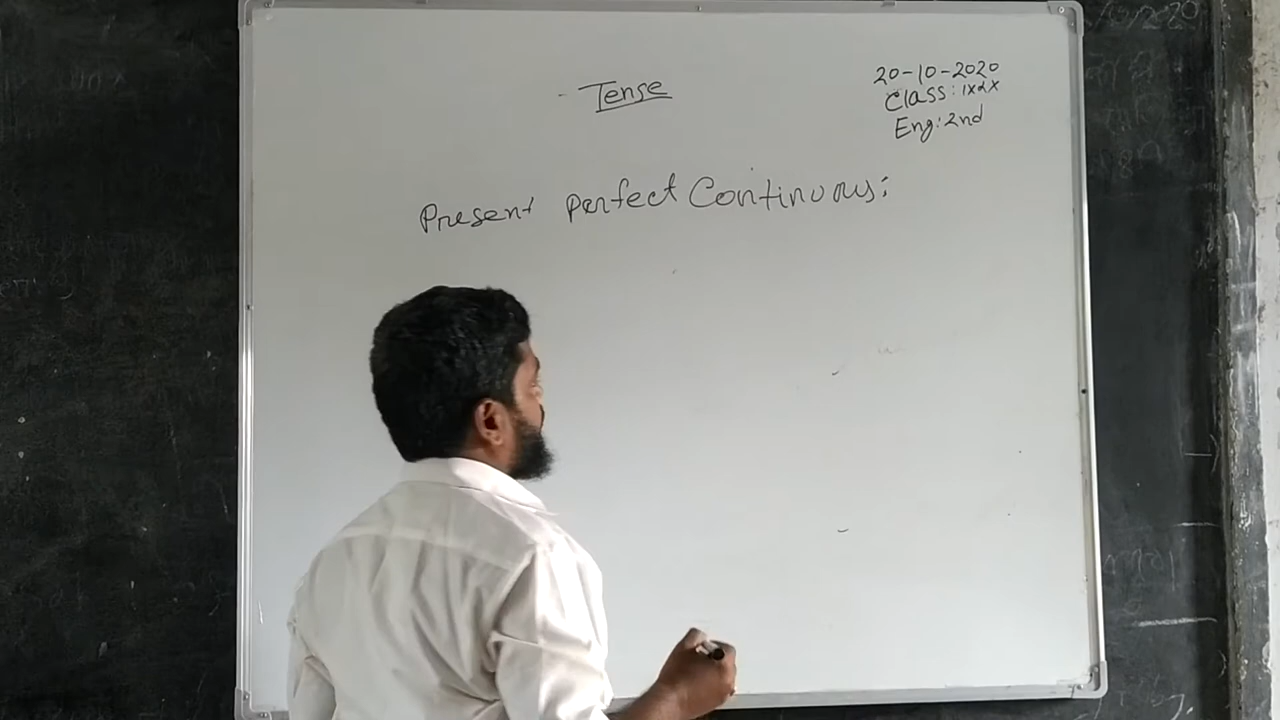 Tense
20-10-2020
Class: IX&X
Eng: 2nd
Present perfect Continuous: